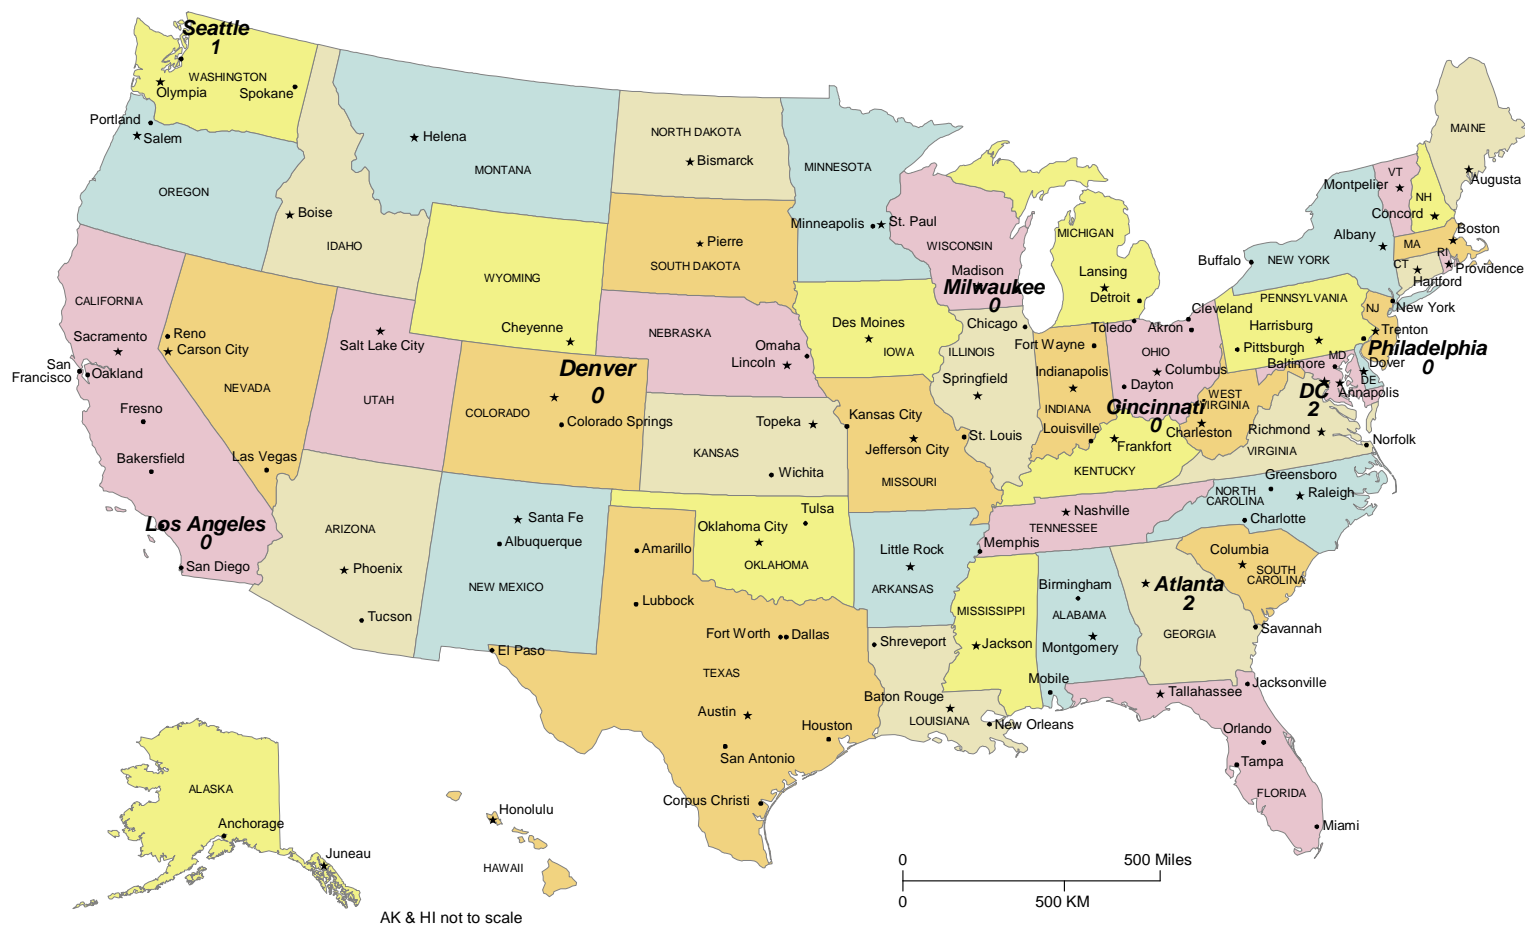 Seattle
1
WASHINGTON
Olympia
Spokane
Portland
Salem
OREGON
Helena
MONTANA
Boise
IDAHO
NORTH DAKOTA
Bismarck
MINNESOTA
Minneapolis
St. Paul
Pierre
SOUTH DAKOTA
WYOMING
Cheyenne
WISCONSIN
Madison
Milwaukee
0
MICHIGAN
Lansing
Detroit
MAINE
Augusta
VT
Montpelier
NH
Concord
Boston
Albany
MA
RI
Providence
CT
Hartford
Buffalo
NEW YORK
New York
PENNSYLVANIA
Harrisburg
Pittsburgh
NJ
Trenton
Philadelphia
0
Cleveland
Toledo
Akron
OHIO
Columbus
Dayton
Gincinnati
0
Baltimore
MD
Dover
DE
Annapolis
DC
2
WEST
VIRGINIA
Charleston
Richmond
VIRGINIA
Norfolk
CALIFORNIA
Sacramento
San
Francisco
Oakland
Fresno
Bakersfield
Los Angeles
0
San Diego
Reno
Carson City
NEVADA
Las Vegas
Salt Lake City
UTAH
Denver
0
COLORADO
Colorado Springs
NEBRASKA
Omaha
Lincoln
Des Moines
IOWA
Chicago
ILLINOIS
Springfield
Fort Wayne
Indianapolis
INDIANA
Louisville
Frankfort
KENTUCKY
Topeka
KANSAS
Wichita
Kansas City
Jefferson City
St. Louis
MISSOURI
ARIZONA
Phoenix
Tucson
Santa Fe
Albuquerque
NEW MEXICO
Tulsa
Oklahoma City
OKLAHOMA
Amarillo
Lubbock
Fort Worth
Dallas
El Paso
TEXAS
Austin
Houston
San Antonio
Corpus Christi
Little Rock
ARKANSAS
Nashville
TENNESSEE
Memphis
Greensboro
NORTH
CAROLINA
Raleigh
Charlotte
Columbia
SOUTH
CAROLINA
MISSISSIPPI
Jackson
Birmingham
ALABAMA
Montgomery
Mobile
Atlanta
2
GEORGIA
Savannah
Shreveport
Baton Rouge
LOUISIANA
New Orleans
Tallahassee
Jacksonville
Orlando
Tampa
FLORIDA
Miami
ALASKA
Anchorage
Juneau
Honolulu
HAWAII
AK & HI not to scale
0
500 Miles
0
500 KM